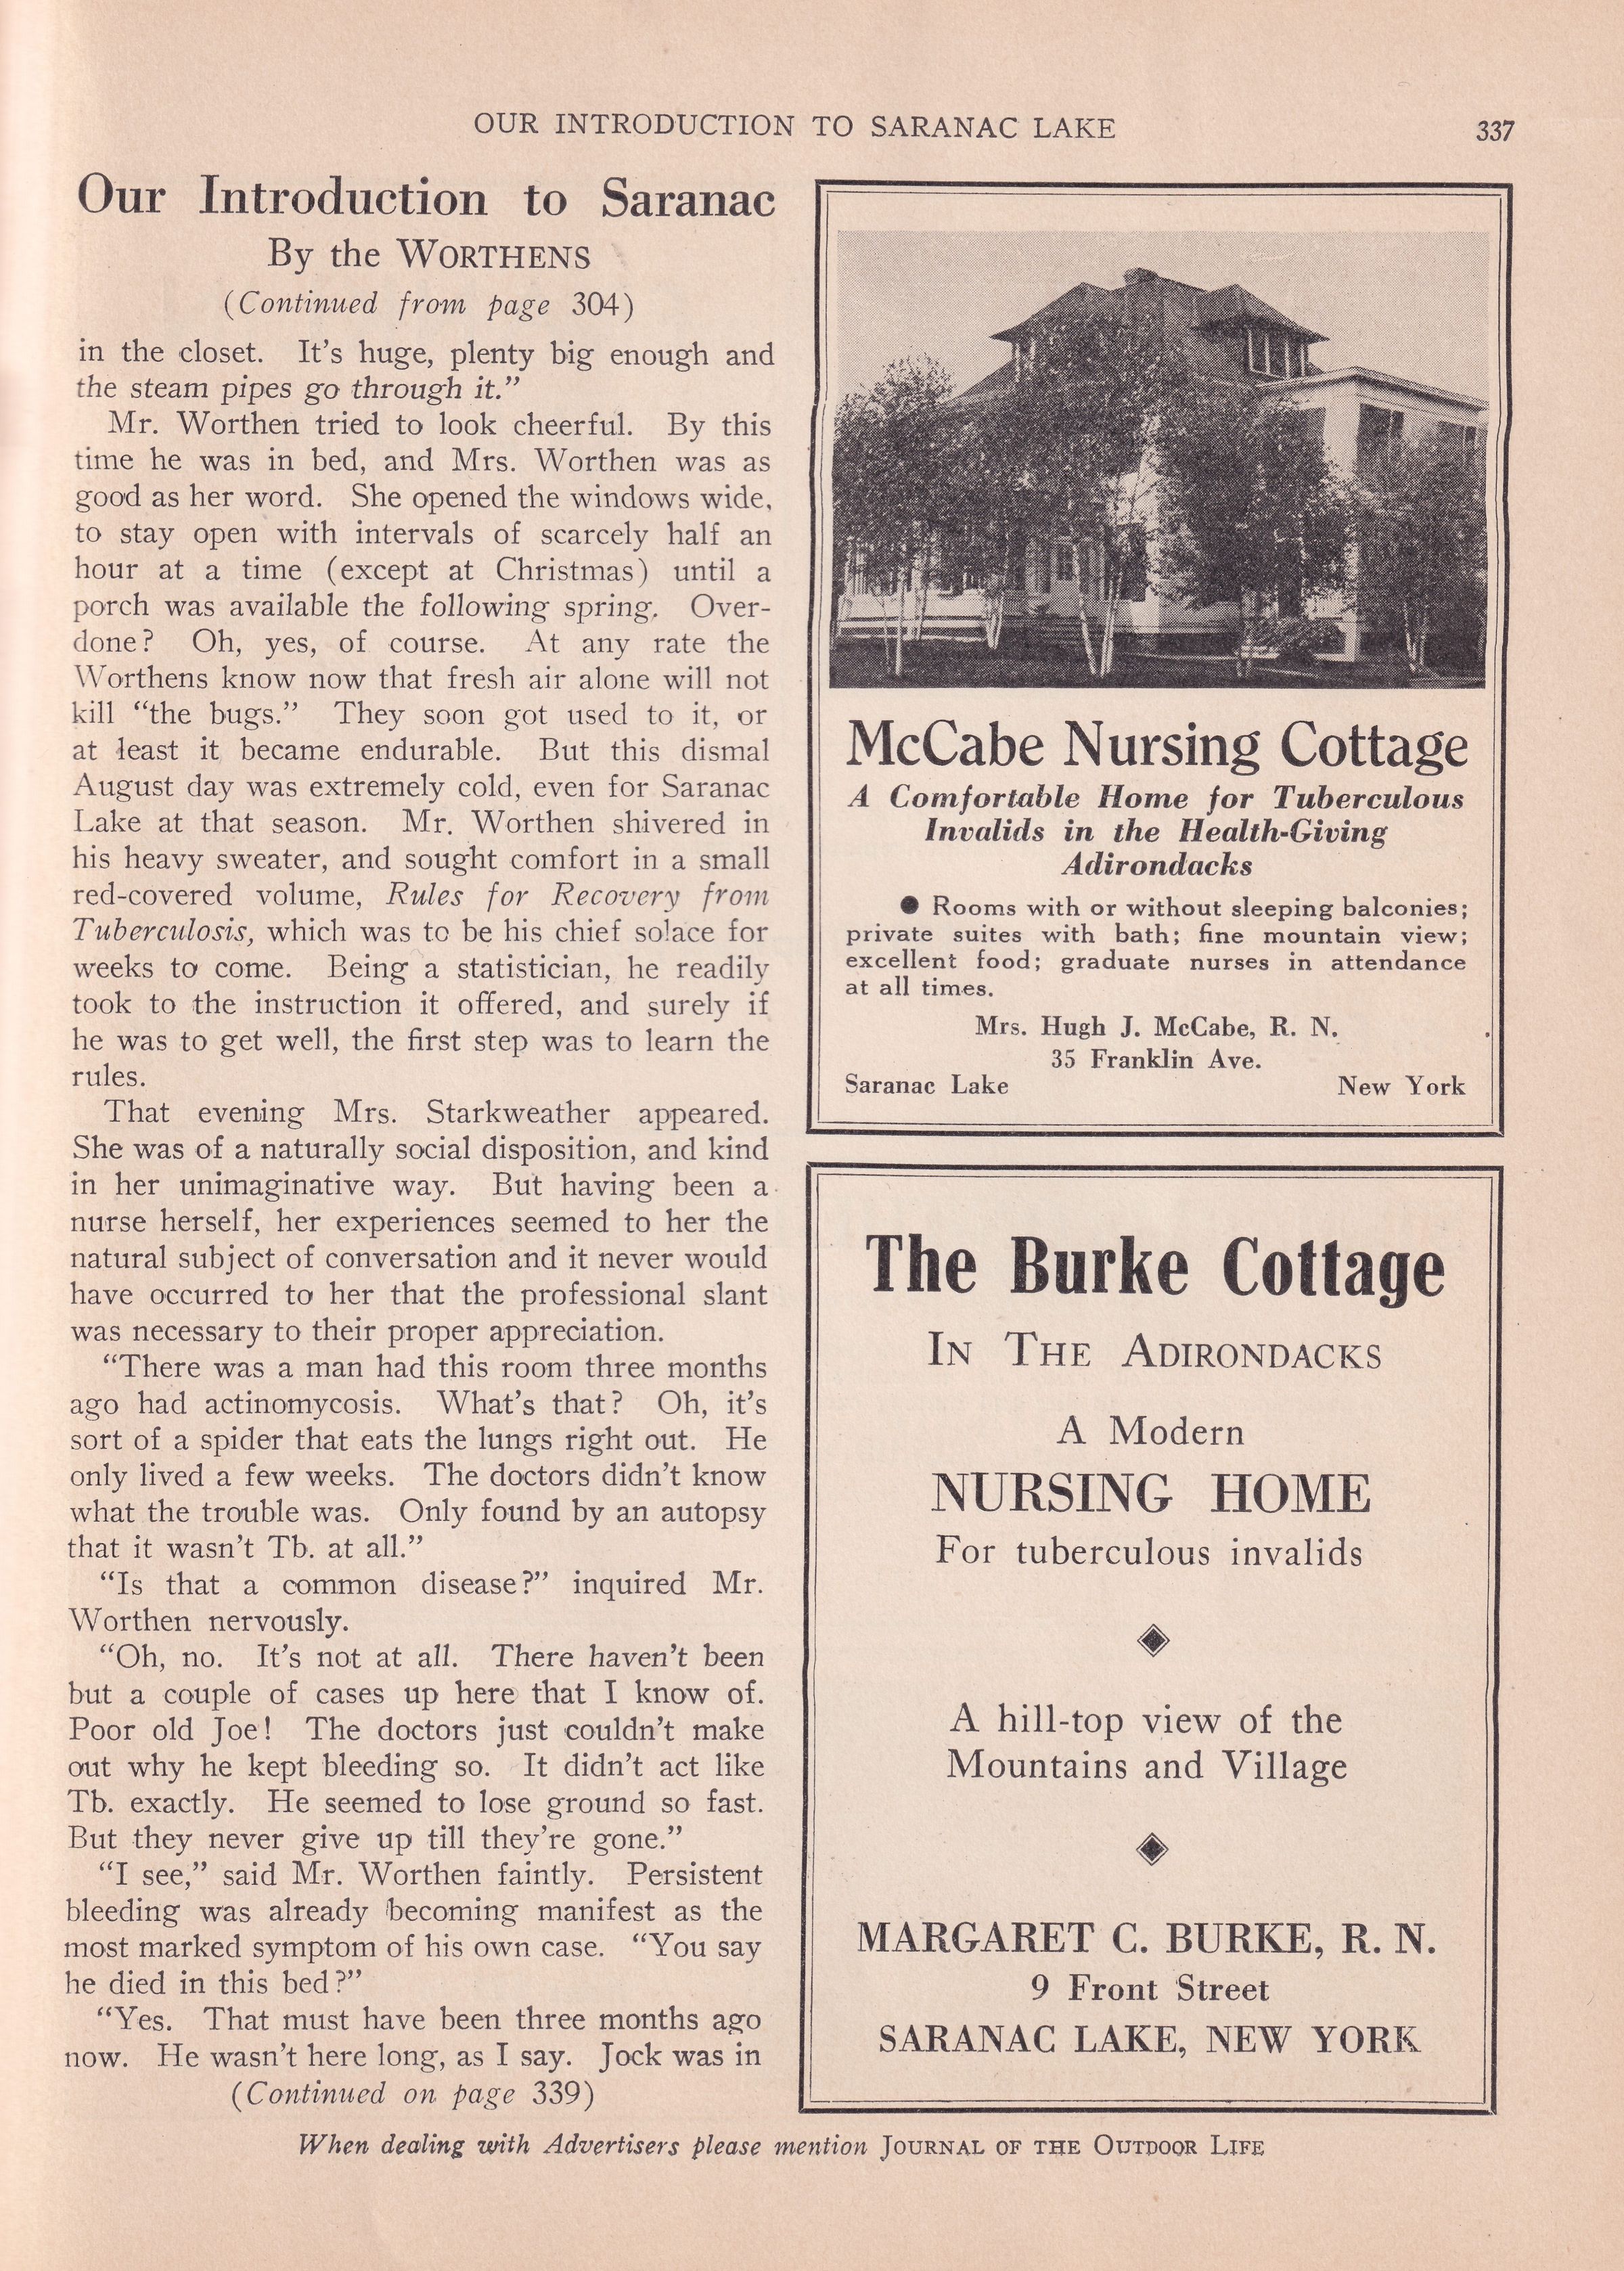 OUR INTRODUCTION TO SARANAC LAKE
337
Our Introduction to Saranac
By the WORTHENS
(Continued from page 304)
in the closet. It's huge, plenty big enough and
the steam pipes go through it.”
Mr. Worthen tried to look cheerful. By this
time he was in bed, and Mrs. Worthen was as
good as her word. She opened the windows wide,
to stay open with intervals of scarcely half an
hour at a time (except at Christmas) until a
porch was available the following spring. Over-
done? Oh, yes, of course. At any rate the
Worthens know now that fresh air alone will not
kill “the bugs.” They soon got used to it, or
at least it became endurable. But this dismal
August day was extremely cold, even for Saranac
Lake at that season. Mr. Worthen shivered in
his heavy sweater, and sought comfort in a small
red-covered volume, Rules for Recovery from
Tuberculosis, which was to be his chief solace for
weeks to come. Being a statistician, he readily
took to the instruction it offered, and surely if
he was to get well, the first step was to learn the
rules.
That evening Mrs. Starkweather appeared.
She was of a naturally social disposition, and kind
in her unimaginative way. But having been a
nurse herself, her experiences seemed to her the
natural subject of conversation and it never would
have occurred to her that the professional slant
was necessary to their proper appreciation.
“There was a man had this room three months
ago had actinomycosis. What's that? Oh, it's
sort of a spider that eats the lungs right out. He
only lived a few weeks. The doctors didn't know
what the trouble was. Only found by an autopsy
that it wasn't Tb. at all.”
“Is that a common disease?” inquired Mr.
Worthen nervously.
“Oh, no. It's not at all. There haven't been
but a couple of cases up here that I know of.
Poor old Joe! The doctors just couldn't make
out why he kept bleeding so. It didn't act like
Tb. exactly. He seemed to lose ground so fast.
But they never give up till they're gone.”
“I see,” said Mr. Worthen faintly. Persistent
bleeding was already becoming manifest as the
most marked symptom of his own case. “You say
he died in this bed?”
“Yes. That must have been three months ago
now. He wasn't here long, as I say. Jock was in
(Continued on page 339)
McCabe Nursing Cottage
A Comfortable Home for Tuberculous
Invalids in the Health-Giving
Adirondacks
● Rooms with or without sleeping balconies;
private suites with bath; fine mountain view;
excellent food; graduate nurses in attendance
at all times.
Mrs. Hugh J. McCabe, R. N.
35 Franklin Ave.
Saranac Lake New York
The Burke Cottage
IN THE ADIRONDACKS
A Modern
NURSING HOME
For tuberculous invalids
A hill-top view of the
Mountains and Village
MARGARET C. BURKE, R. N.
9 Front Street
SARANAC LAKE, NEW YORK
When dealing with Advertisers please mention JOURNAL OF THE OUTDOOR LIFE